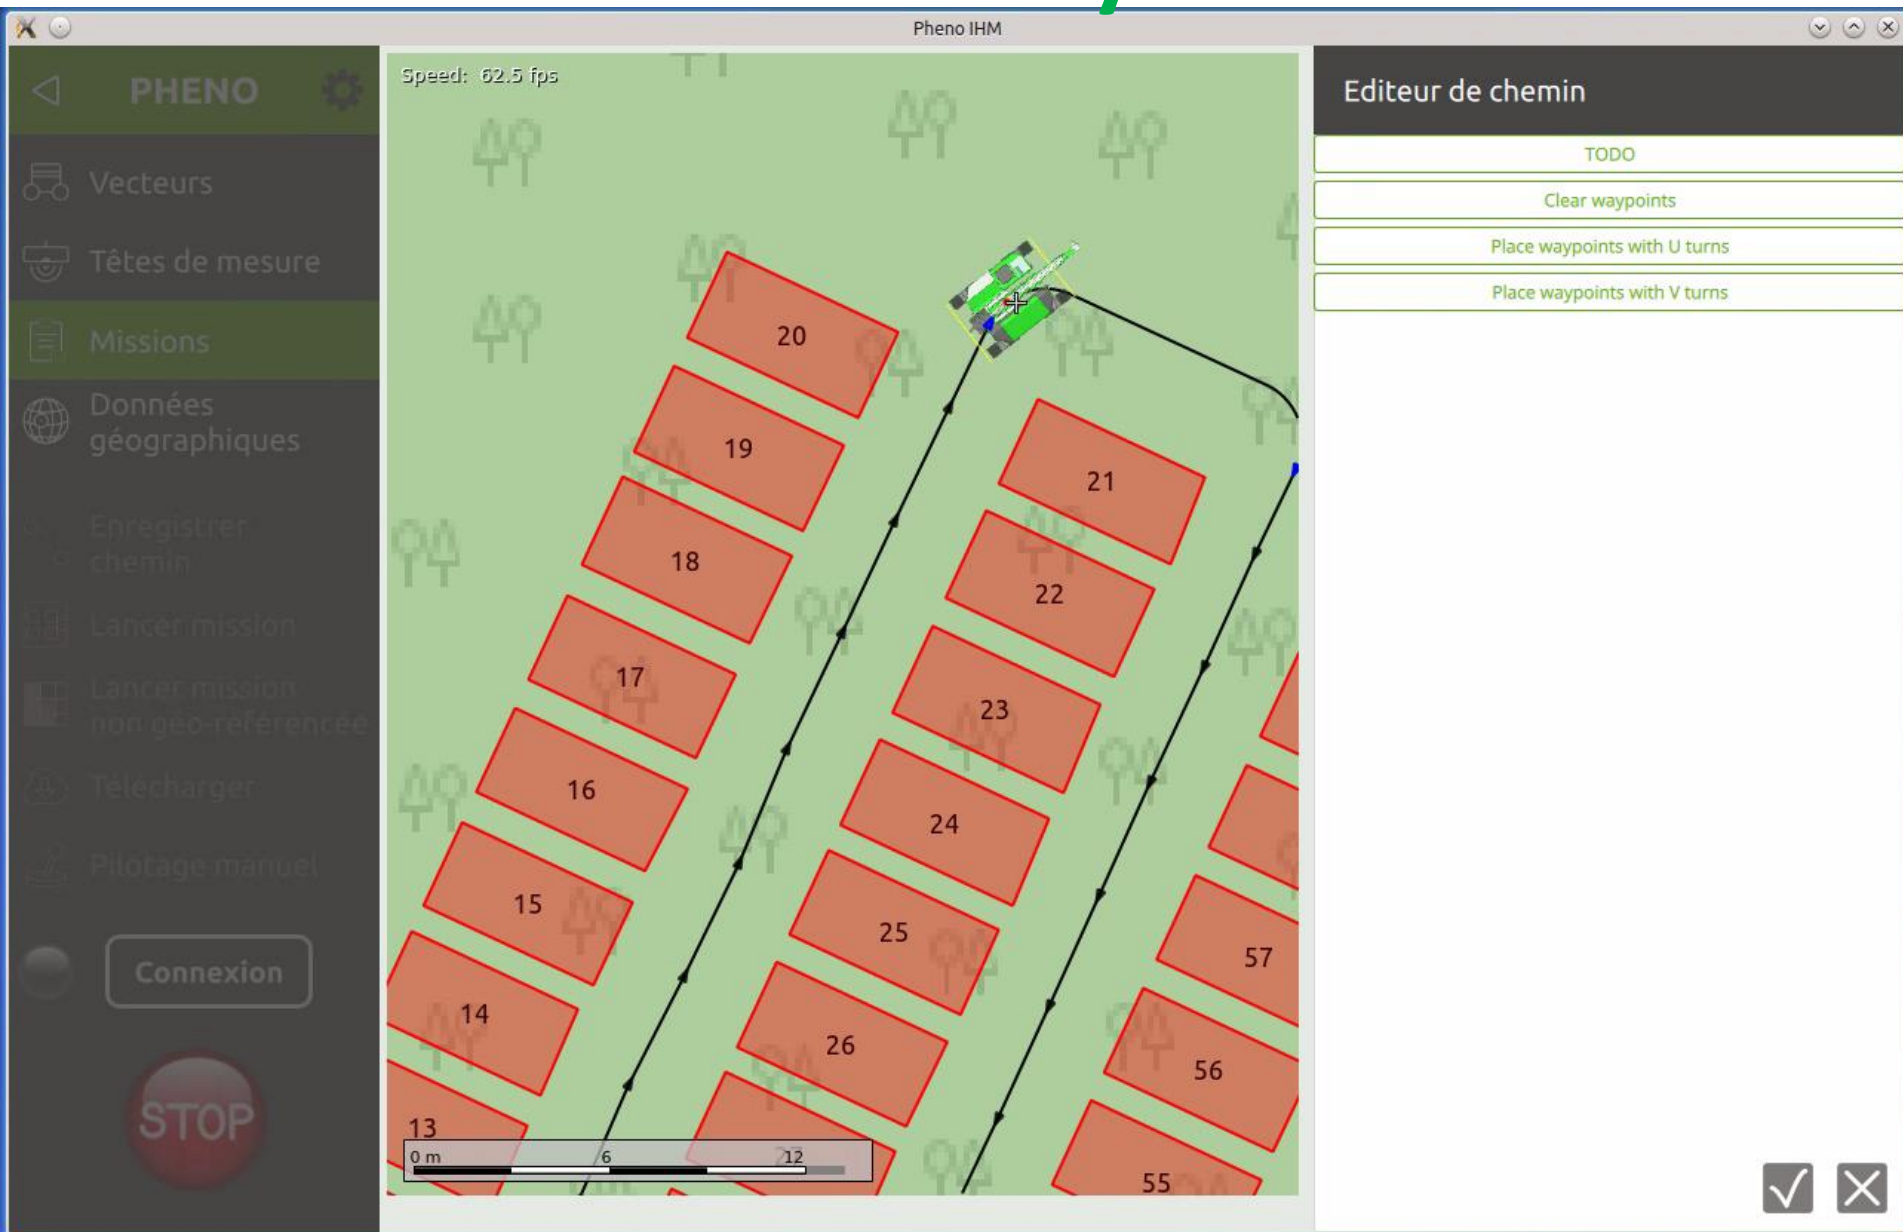 Pheno IHM
PHENO
Vecteurs
Têtes de mesure
Missions
Données
géographiques
Enregistrer
chemin
Lancer mission
Lancer mission
non géo-référencée
Télécharger
Pilotage manuel
Connexion
STOP
Speed: 62.5 fps
20
19
21
18
22
17
23
16
24
15
25
57
14
26
56
13
55
0 m 6 12
Editeur de chemin
TODO
Clear waypoints
Place waypoints with U turns
Place waypoints with V turns